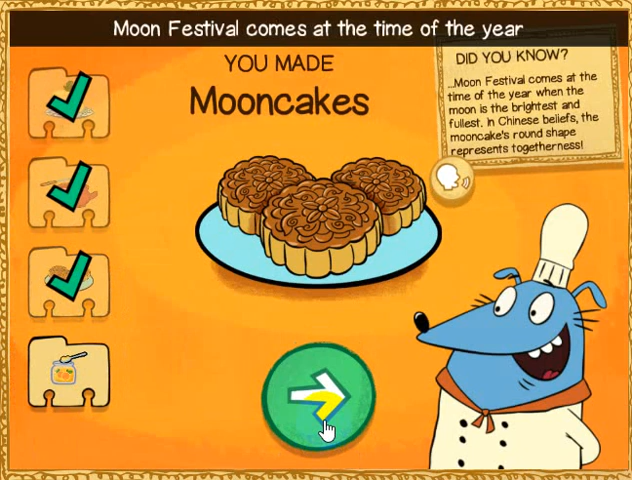 Moon Festival comes at the time of the year
YOU MADE
Mooncakes
DID YOU KNOW?
...Moon Festival comes at the
time of the year when the
moon is the brightest and
fullest. In Chinese beliefs, the
mooncake's round shape
represents togetherness!